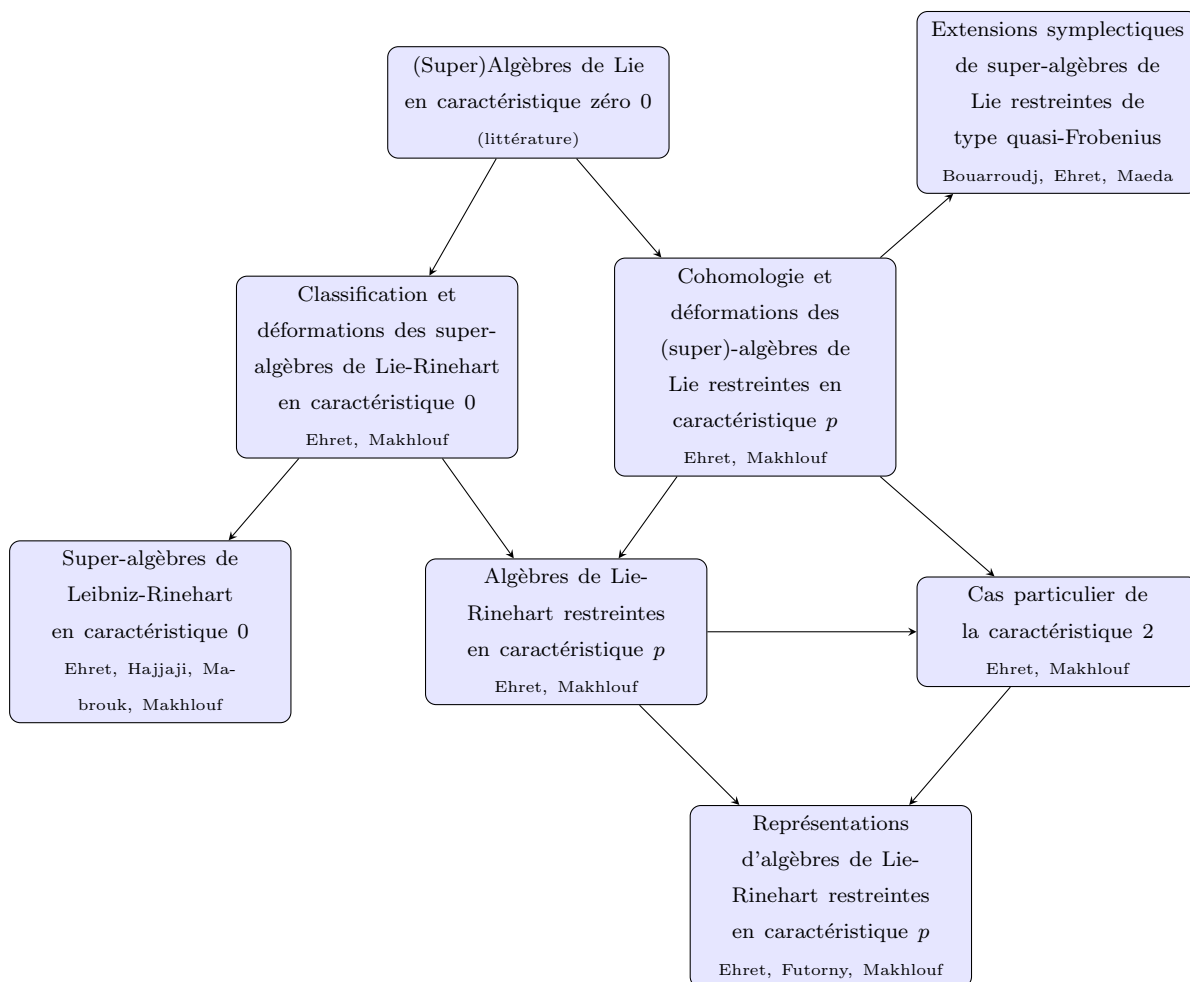 (Super)Algèbres de Lie
en caractéristique zéro 0
(littérature)
Extensions symplectiques
de super-algèbres de
Lie restreintes de
type quasi-Frobenius
Bouarroudj, Ehret, Maeda
Classification et
déformations des super-
algèbres de Lie-Rinehart
en caractéristique 0
Ehret, Makhlouf
Cohomologie et
déformations des
(super)-algèbres de
Lie restreintes en
caractéristique p
Ehret, Makhlouf
Super-algèbres de
Leibniz-Rinehart
en caractéristique 0
Ehret, Hajjaji, Ma-
brouk, Makhlouf
Algèbres de Lie-
Rinehart restreintes
en caractéristique p
Ehret, Makhlouf
Cas particulier de
la caractéristique 2
Ehret, Makhlouf
Représentations
d'algèbres de Lie-
Rinehart restreintes
en caractéristique p
Ehret, Futorny, Makhlouf